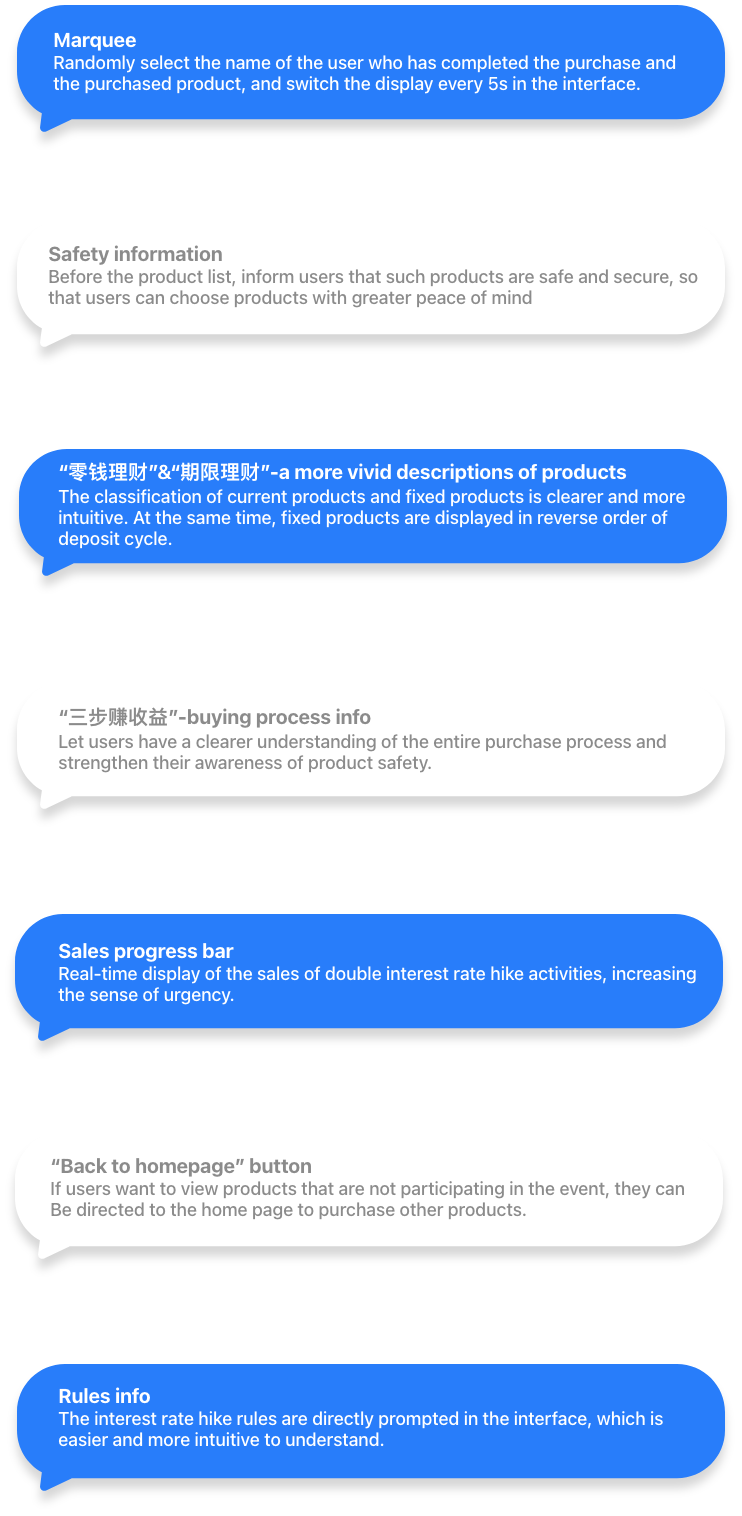 Marquee
Randomly select the name of the user who has completed the purchase and
the purchased product, and switch the display every 5s in the interface.
Safety information
Before the product list, inform users that such products are safe and secure, so
that users can choose products with greater peace of mind
“零钱理财”&“期限理财”-a more vivid descriptions of products
The classification of current products and fixed products is clearer and more
intuitive. At the same time, fixed products are displayed in reverse order of
deposit cycle.
“三步赚收益”-buying process info
Let users have a clearer understanding of the entire purchase process and
strengthen their awareness of product safety.
Sales progress bar
Real-time display of the sales of double interest rate hike activities, increasing
the sense of urgency.
“Back to homepage” button
If users want to view products that are not participating in the event, they can
Be directed to the home page to purchase other products.
Rules info
The interest rate hike rules are directly prompted in the interface, which is
easier and more intuitive to understand.